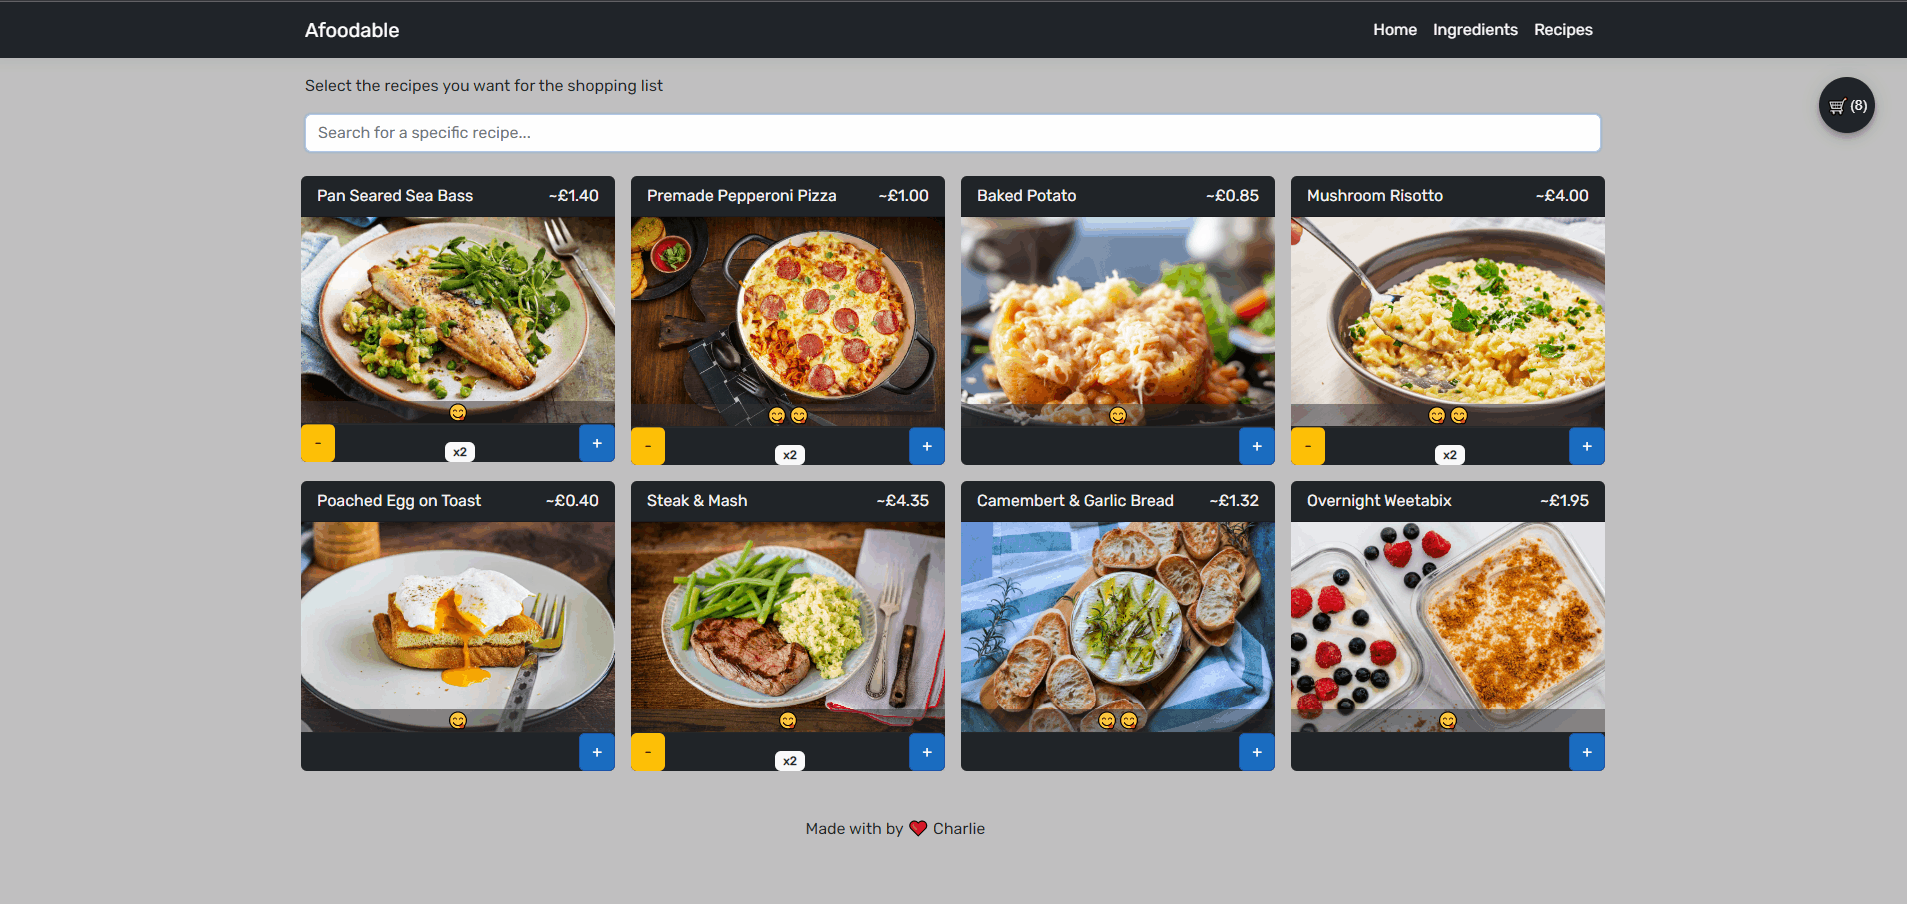 Afoodable
Home Ingredients Recipes
Select the recipes you want for the shopping list
(8)
Search for a specific recipe...
Pan Seared Sea Bass ~£1.40
Premade Pepperoni Pizza ~£1.00
Baked Potato ~£0.85
Mushroom Risotto ~£4.00
- x2 +
- x2 +
+
- x2 +
Poached Egg on Toast ~£0.40
Steak & Mash ~£4.35
Camembert & Garlic Bread ~£1.32
Overnight Weetabix ~£1.95
+
- x2 +
+
+
Made with by ❤️ Charlie